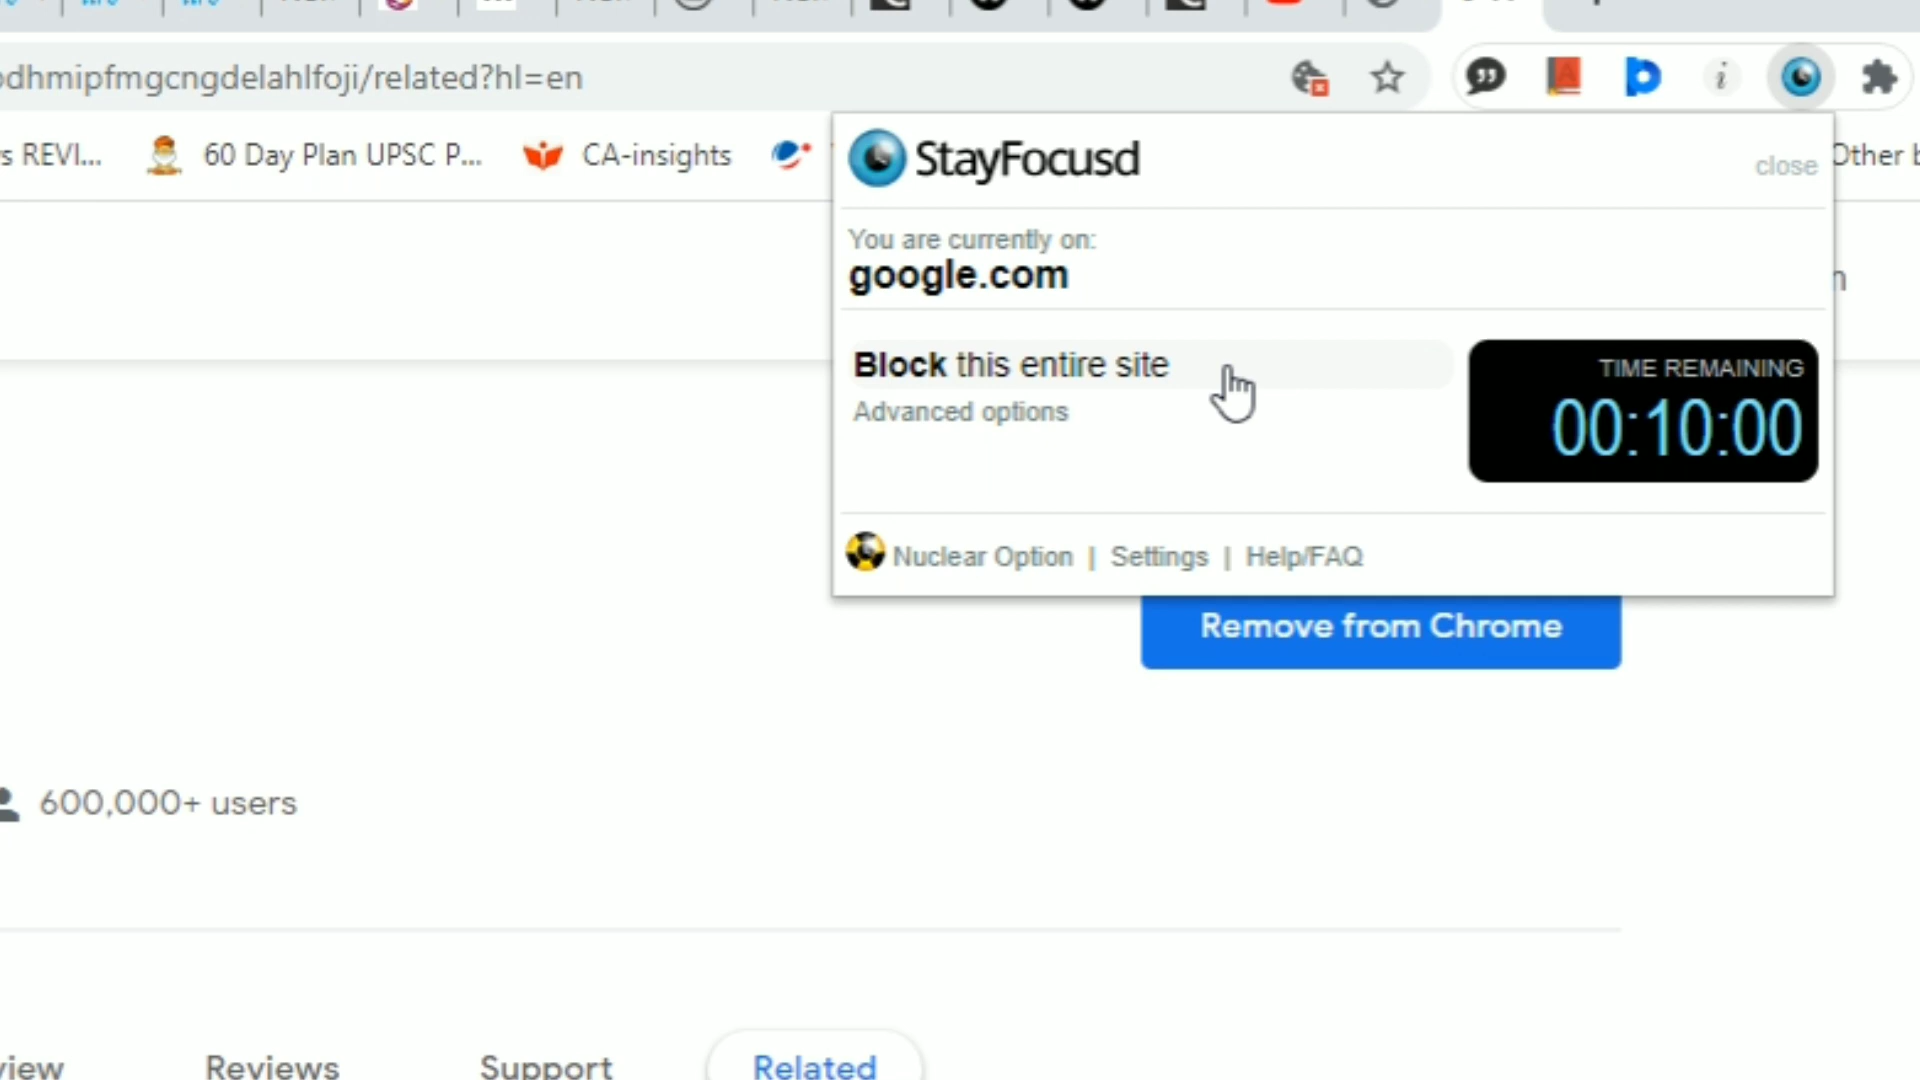 odhmipfmgcngdelahlfoji/related?hl=en
s REVI... 60 Day Plan UPSC P... CA-insights Other b
StayFocusd
close
You are currently on:
google.com
Block this entire site
Advanced options
TIME REMAINING
00:10:00
Nuclear Option | Settings | Help/FAQ
Remove from Chrome
600,000+ users
view Reviews Support Related